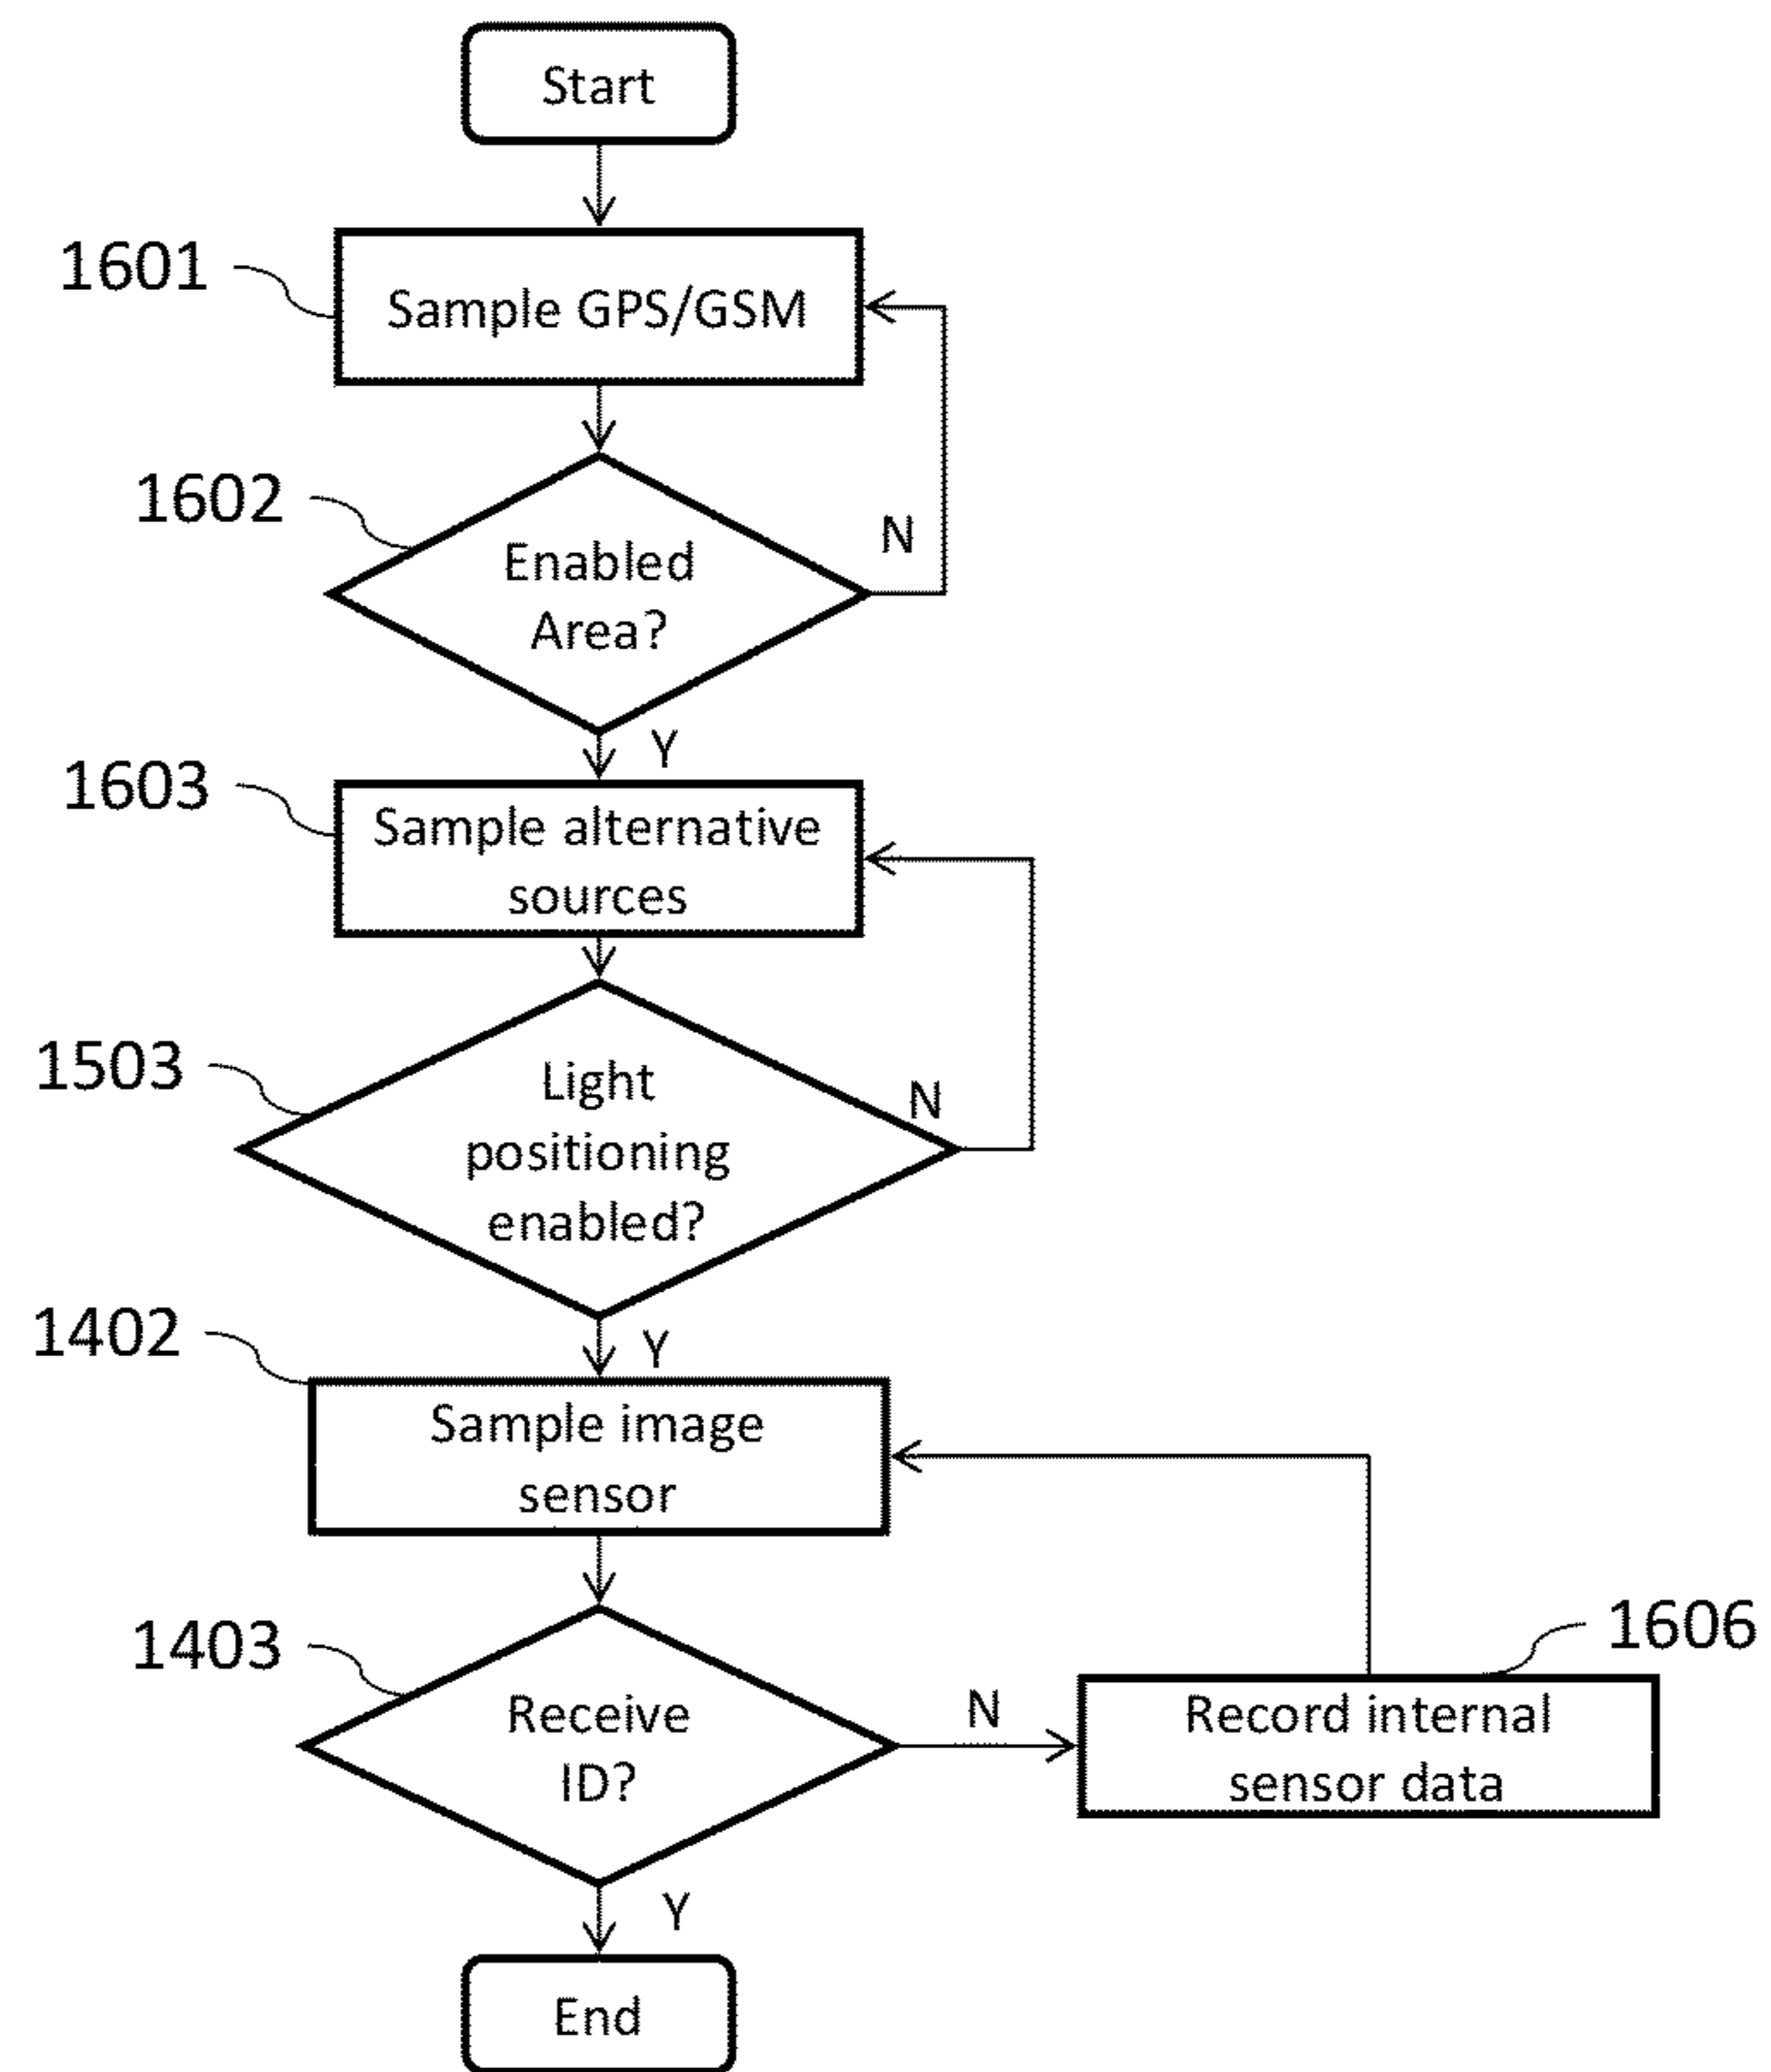 Start
1601
Sample GPS/GSM
1602
Enabled
Area?
N
Y
1603
Sample alternative
sources
1503
Light
positioning
enabled?
N
Y
1402
Sample image
sensor
1403
Receive
ID?
N
1606
Record internal
sensor data
Y
End